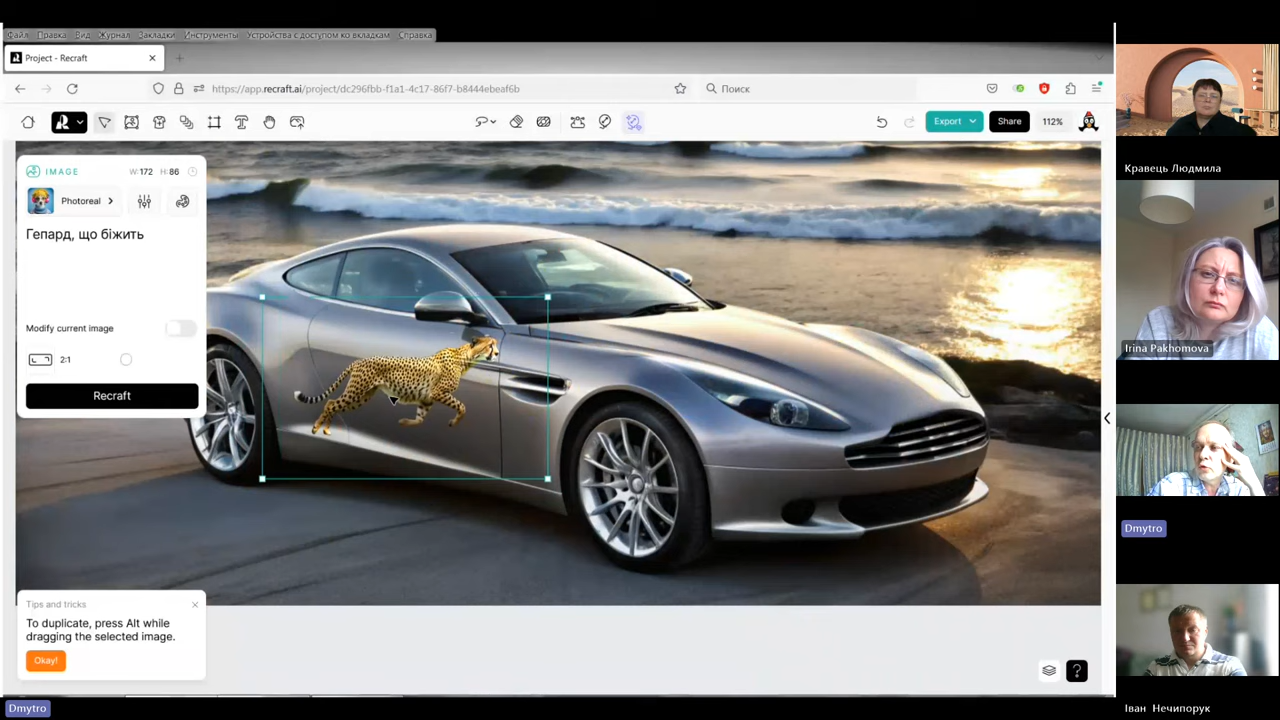 Файл Правка Вид Журнал Закладки Инструменты Устройства с доступом ко вкладкам Справка
Project - Recraft
https://app.recraft.ai/project/dc296fbb-f1a1-4c17-86f7-b8444ebeaf6b
Поиск
Export
Share
112%
IMAGE W:172 H:86
Photoreal
Гепард, що біжить
Modify current image
2:1
Recraft
Tips and tricks
To duplicate, press Alt while
dragging the selected image.
Okay!
?
Dmytro
Кравець Людмила
Irina Pakhomova
Dmytro
Іван Нечипорук